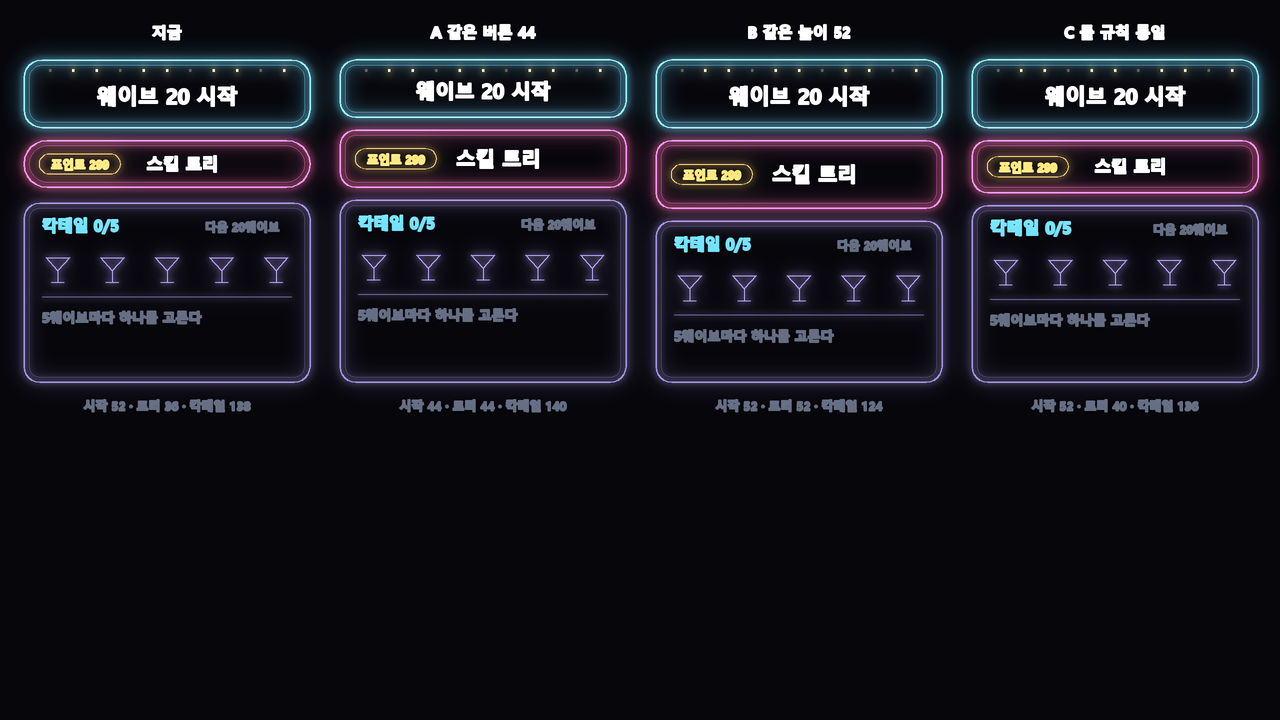 지금
웨이브 20 시작
포인트 299 스킬 트리
칵테일 0/5 다음 20웨이브
5웨이브마다 하나를 고른다
시작 52 · 트리 36 · 칵테일 138
A 같은 버튼 44
웨이브 20 시작
포인트 299 스킬 트리
칵테일 0/5 다음 20웨이브
5웨이브마다 하나를 고른다
시작 44 · 트리 44 · 칵테일 140
B 같은 높이 52
웨이브 20 시작
포인트 299 스킬 트리
칵테일 0/5 다음 20웨이브
5웨이브마다 하나를 고른다
시작 52 · 트리 52 · 칵테일 124
C 룰 규칙 통일
웨이브 20 시작
포인트 299 스킬 트리
칵테일 0/5 다음 20웨이브
5웨이브마다 하나를 고른다
시작 52 · 트리 40 · 칵테일 136